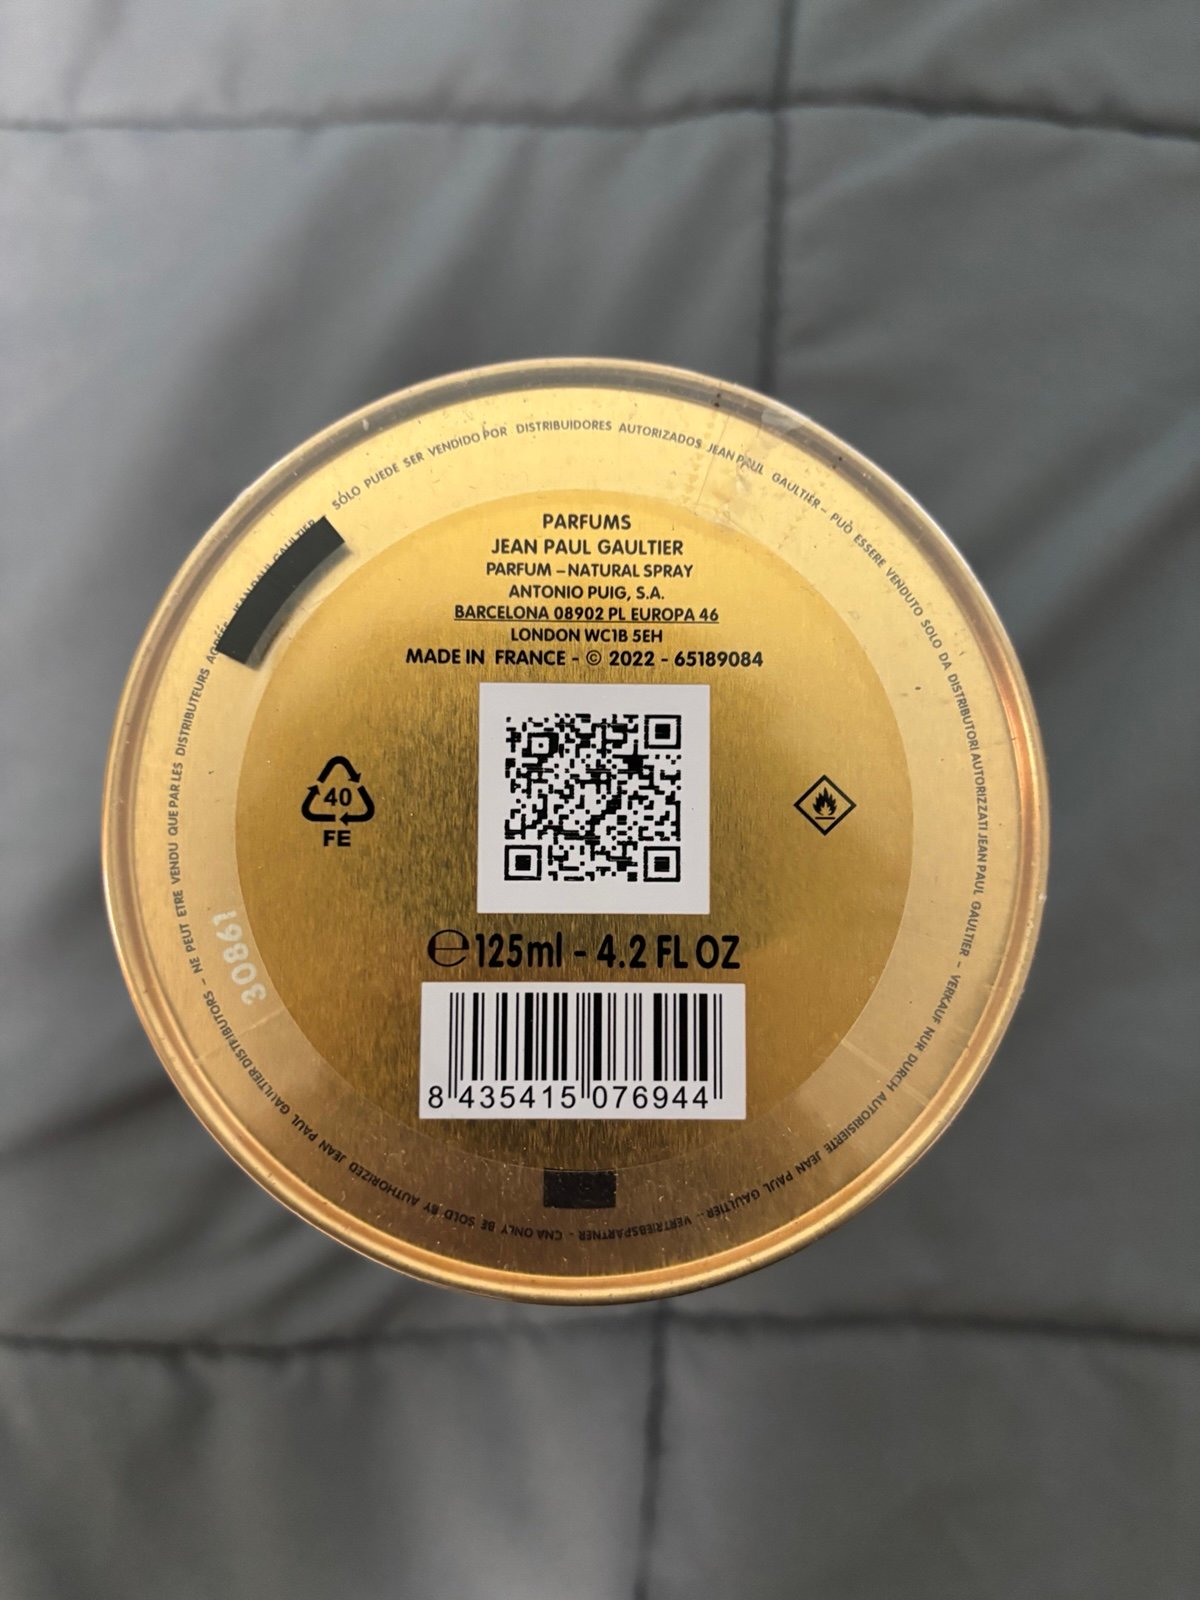 PARFUMS
JEAN PAUL GAULTIER
PARFUM – NATURAL SPRAY
ANTONIO PUIG, S.A.
BARCELONA 08902 PL EUROPA 46
LONDON WC1B 5EH
MADE IN FRANCE - © 2022 - 65189084
40
FE
℮125ml - 4.2 FL OZ
8 435415 076944
30861
SÓLO PUEDE SER VENDIDO POR DISTRIBUIDORES AUTORIZADOS JEAN PAUL GAULTIER – PUÒ ESSERE VENDUTO SOLO DA DISTRIBUTORI AUTORIZZATI JEAN PAUL GAULTIER – VERKAUF NUR DURCH AUTORISIERTE JEAN PAUL GAULTIER – VERTRIEBSPARTNER - CNA ONLY BE SOLD BY AUTHORIZED JEAN PAUL GAULTIER DISTRIBUTORS - NE PEUT ETRE VENDU QUE PAR LES DISTRIBUTEURS AGRÉÉS JEAN PAUL GAULTIER